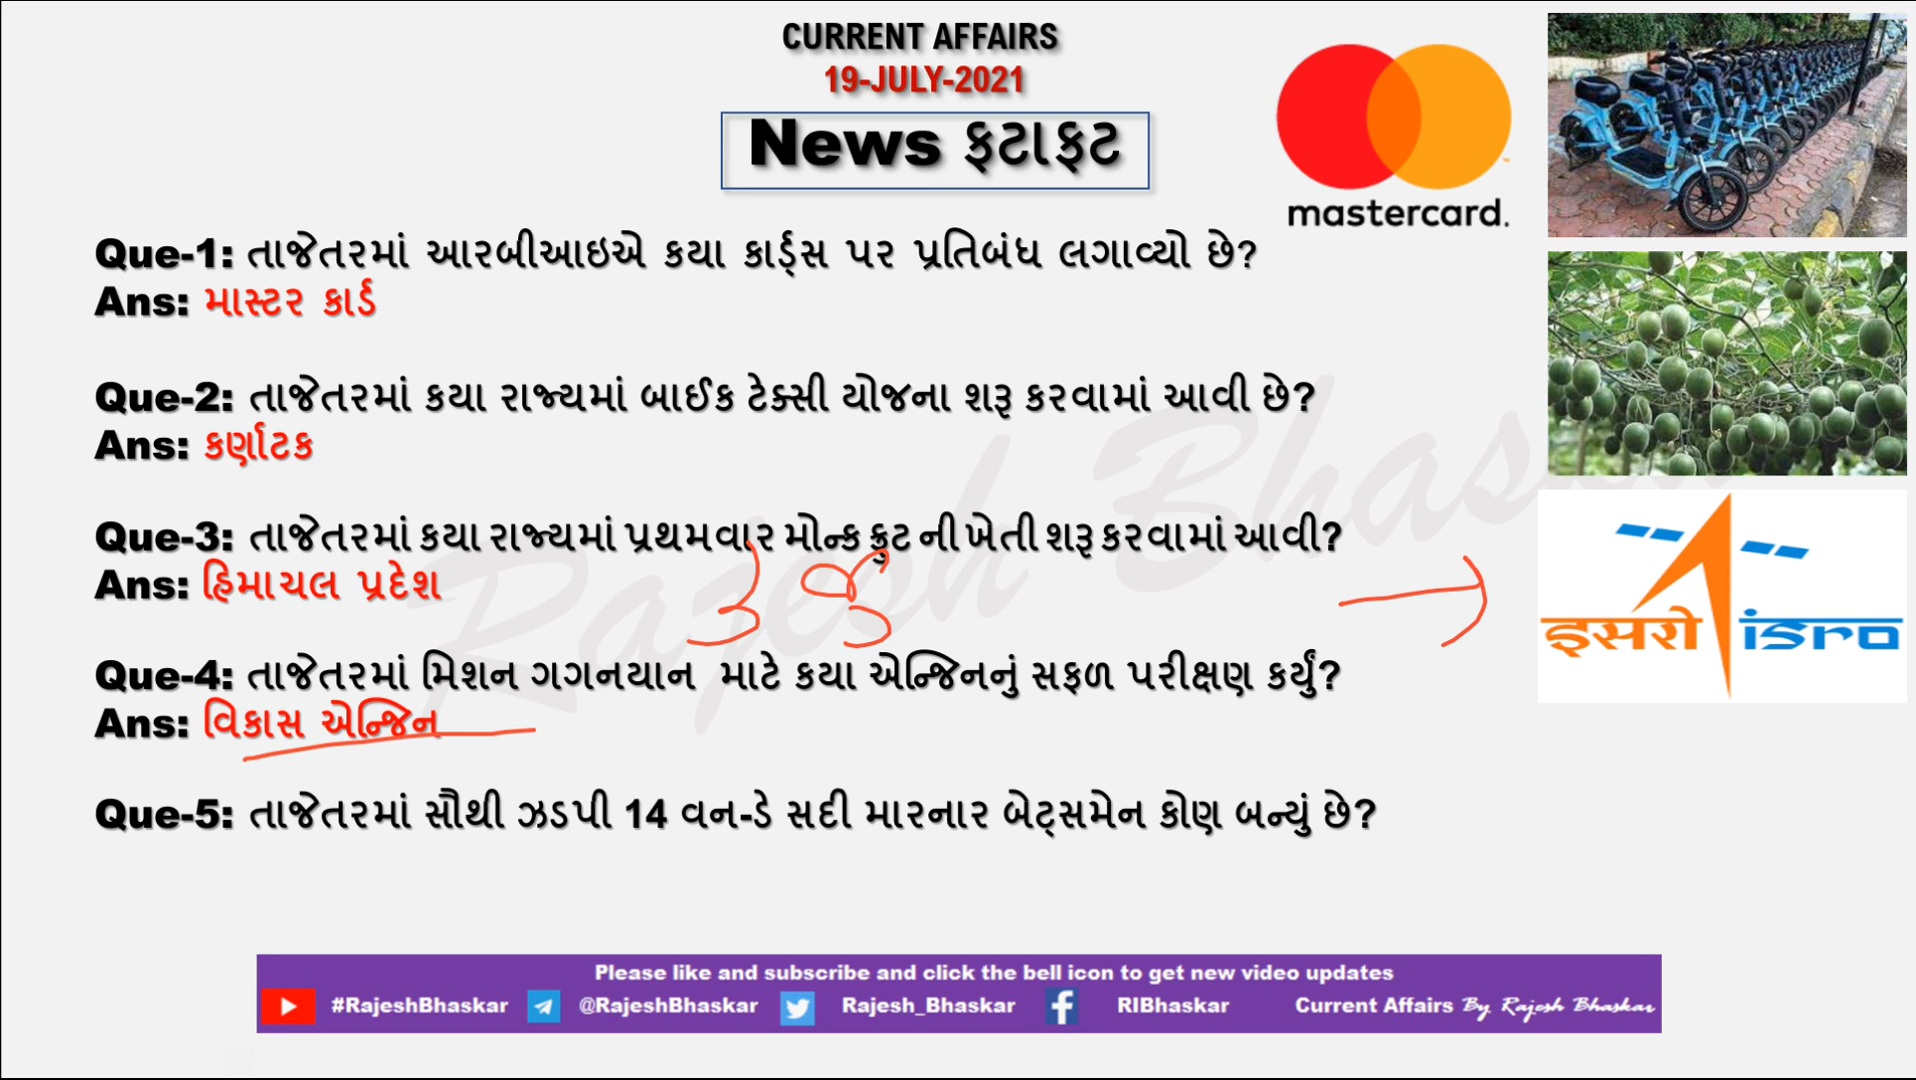 CURRENT AFFAIRS
19-JULY-2021
News ફટાફટ
mastercard.
Que-1: તાજેતરમાં આરબીઆઇએ કયા કાર્ડ્સ પર પ્રતિબંધ લગાવ્યો છે?
Ans: માસ્ટર કાર્ડ
Que-2: તાજેતરમાં કયા રાજ્યમાં બાઈક ટેક્સી યોજના શરૂ કરવામાં આવી છે?
Ans: કર્ણાટક
Que-3: તાજેતરમાં કયા રાજ્યમાં પ્રથમવાર મોન્ક ફ્રુટ ની ખેતી શરૂ કરવામાં આવી?
Ans: હિમાચલ પ્રદેશ
Que-4: તાજેતરમાં મિશન ગગનયાન માટે કયા એન્જિનનું સફળ પરીક્ષણ કર્યું?
Ans: વિકાસ એન્જિન
इसरो isro
Que-5: તાજેતરમાં સૌથી ઝડપી 14 વન-ડે સદી મારનાર બેટ્સમેન કોણ બન્યું છે?
Rajesh Bhas
Please like and subscribe and click the bell icon to get new video updates
#RajeshBhaskar @RajeshBhaskar Rajesh_Bhaskar RIBhaskar Current Affairs By Rajesh Bhaskar